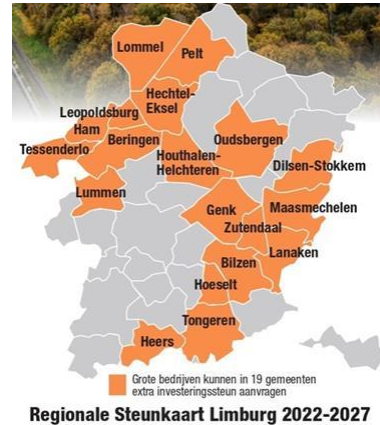 Lommel
Pelt
Hechtel-
Eksel
Leopoldsburg
Ham
Beringen
Tessenderlo
Oudsbergen
Houthalen-
Helchteren
Dilsen-Stokkem
Lummen
Genk
Maasmechelen
Zutendaal
Lanaken
Bilzen
Hoeselt
Tongeren
Heers
Grote bedrijven kunnen in 19 gemeenten
extra investeringssteun aanvragen
Regionale Steunkaart Limburg 2022-2027